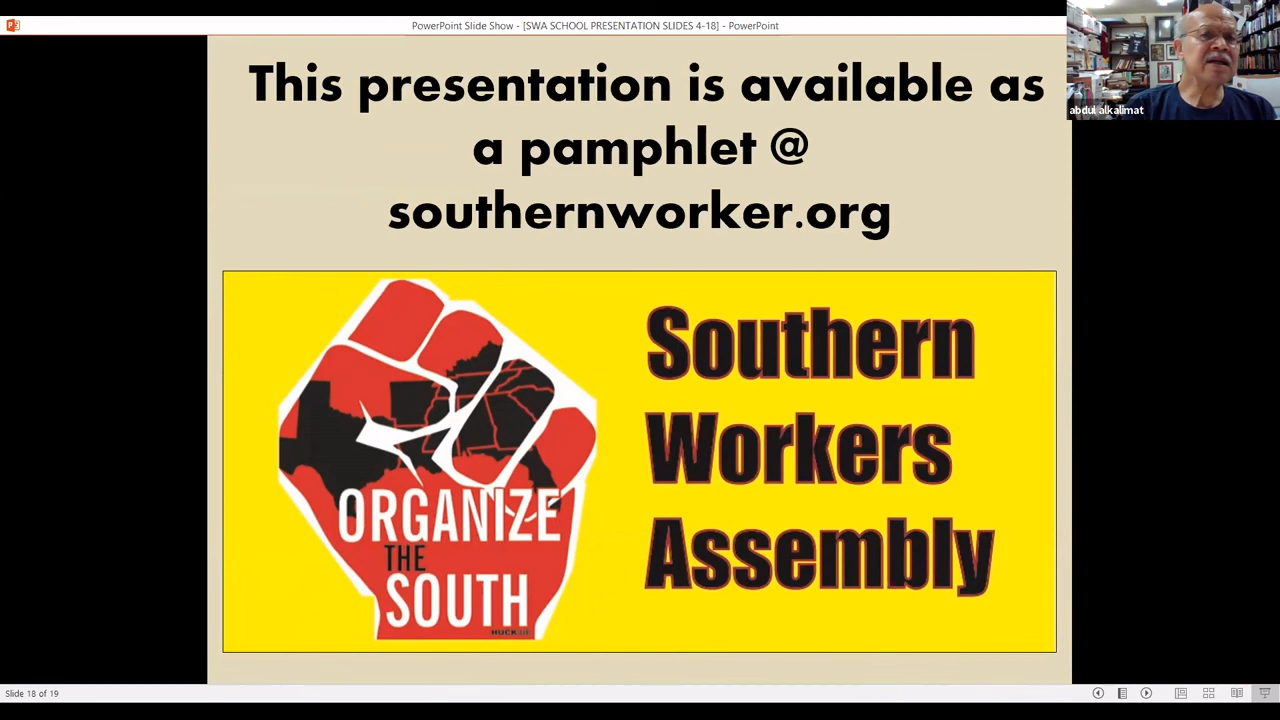 PowerPoint Slide Show - [SWA SCHOOL PRESENTATION SLIDES 4-18] - PowerPoint
abdul alkalimat
This presentation is available as
a pamphlet @
southernworker.org
ORGANIZE
THE
SOUTH
Southern
Workers
Assembly
Slide 18 of 19